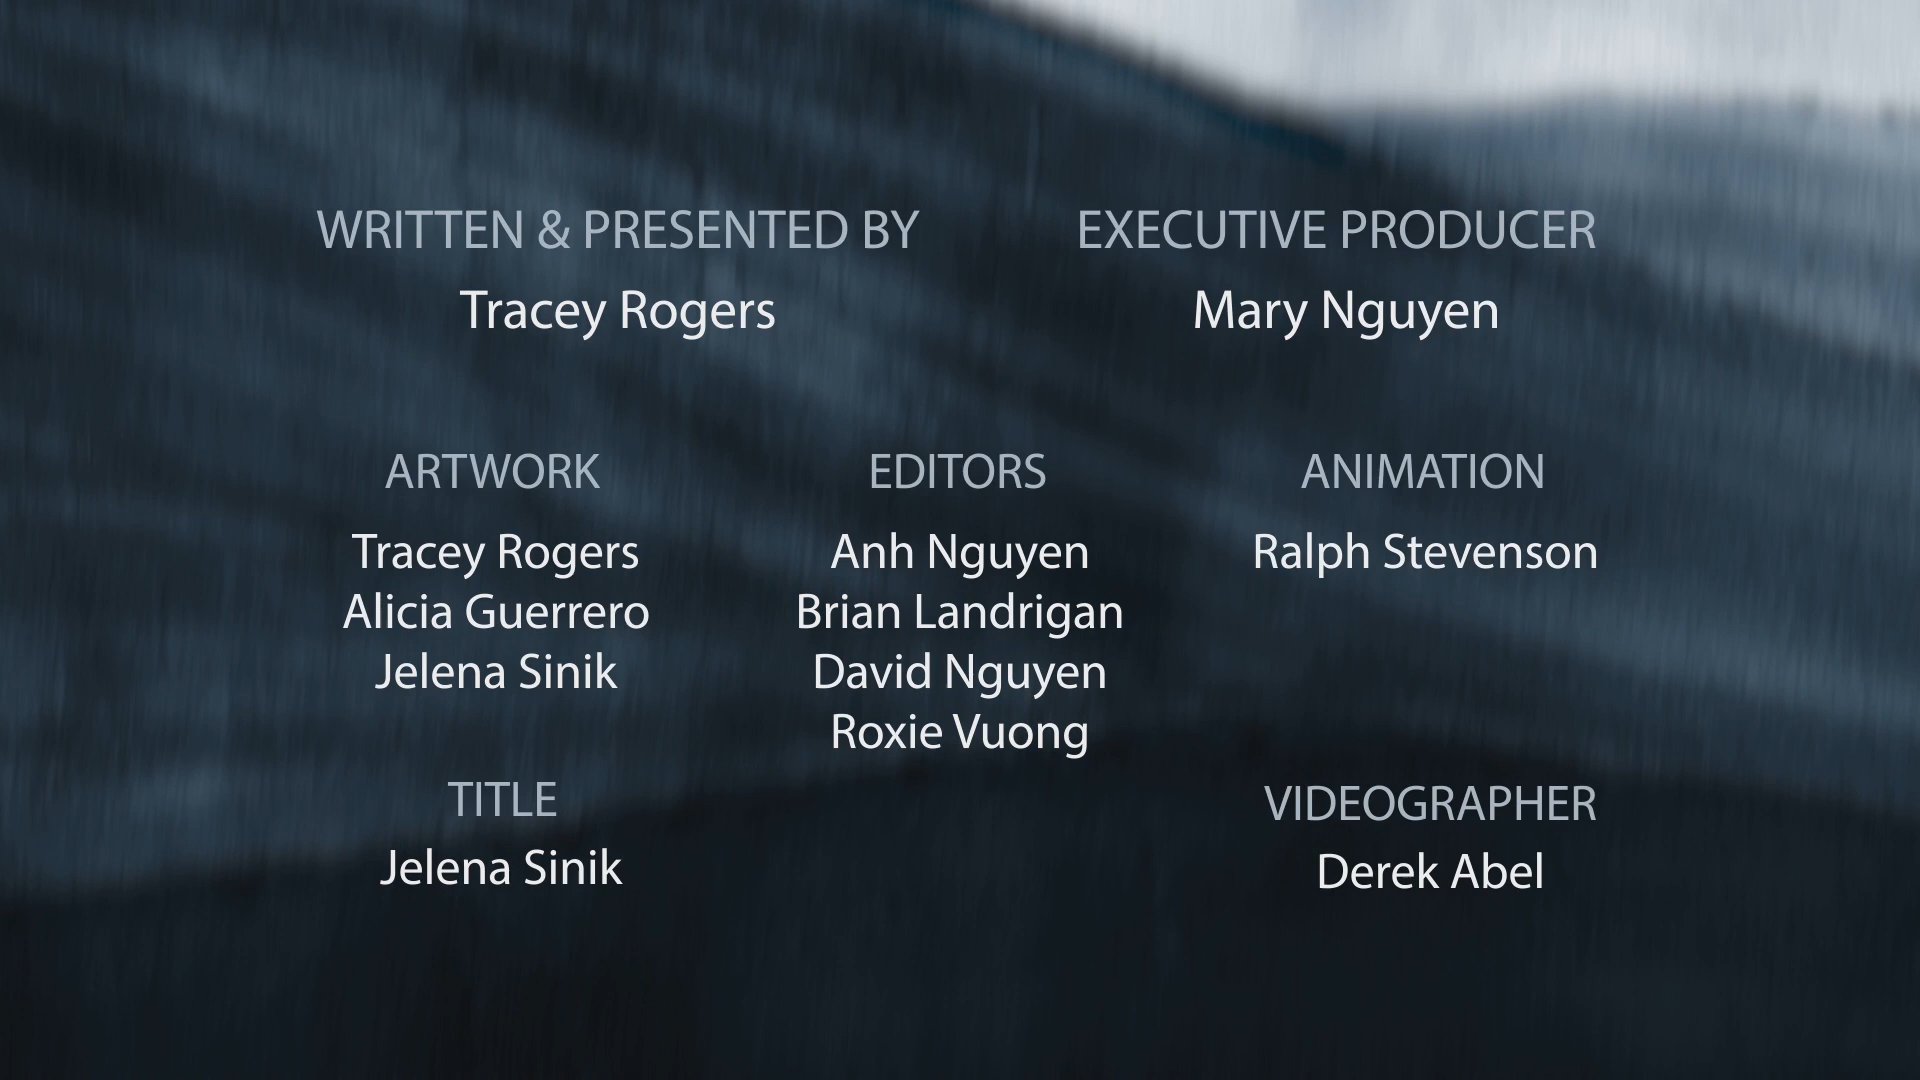 WRITTEN & PRESENTED BY
Tracey Rogers
EXECUTIVE PRODUCER
Mary Nguyen
ARTWORK
Tracey Rogers
Alicia Guerrero
Jelena Sinik
EDITORS
Anh Nguyen
Brian Landrigan
David Nguyen
Roxie Vuong
ANIMATION
Ralph Stevenson
TITLE
Jelena Sinik
VIDEOGRAPHER
Derek Abel